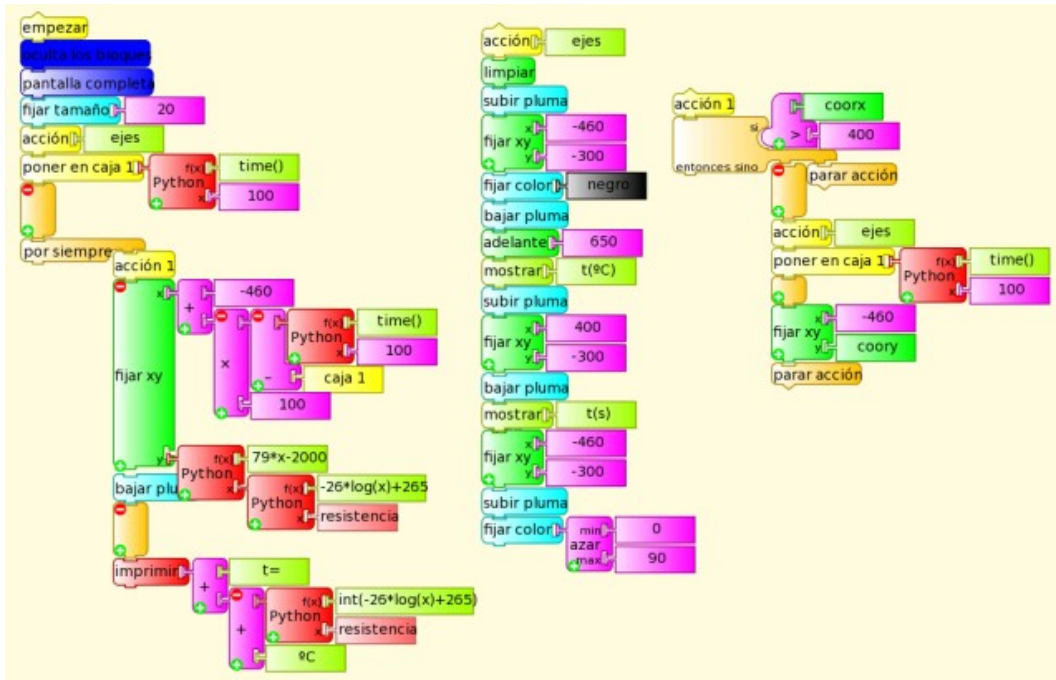 empezar
oculta los bloques
pantalla completa
fijar tamaño 20
acción ejes
poner en caja 1 Python f(x) time()
x 100
por siempre
acción 1
fijar xy x + -460
× - Python f(x) time()
x 100
caja 1
100
y Python f(x) 79*x-2000
x Python f(x) -26*log(x)+265
x resistencia
bajar plu
imprimir + t=
+ Python f(x) int(-26*log(x)+265)
x resistencia
ºC
acción ejes
limpiar
subir pluma
fijar xy x -460
y -300
fijar color negro
bajar pluma
adelante 650
mostrar t(ºC)
subir pluma
fijar xy x 400
y -300
bajar pluma
mostrar t(s)
fijar xy x -460
y -300
subir pluma
fijar color azar min 0
max 90
acción 1
si coorx
> 400
entonces sino
parar acción
acción ejes
poner en caja 1 Python f(x) time()
x 100
fijar xy x -460
y coory
parar acción